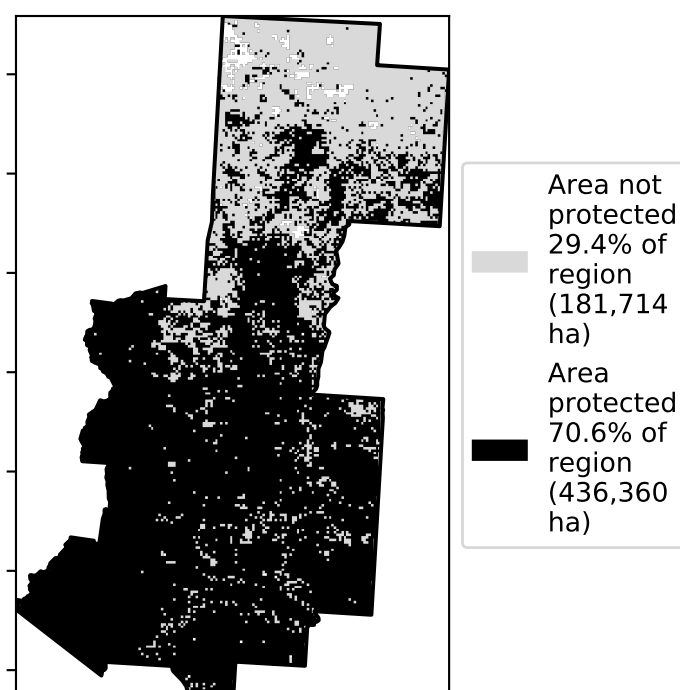 Area not
protected
29.4% of
region
(181,714
ha)
Area
protected
70.6% of
region
(436,360
ha)